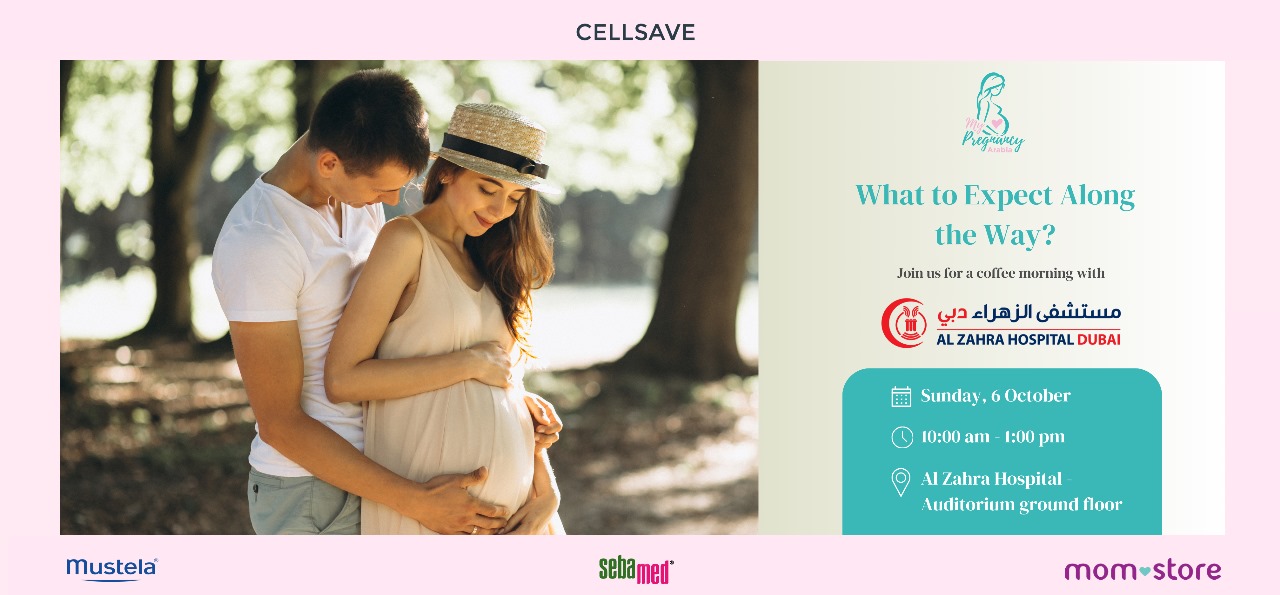 CELLSAVE
My
Pregnancy
Arabia
What to Expect Along
the Way?
Join us for a coffee morning with
مستشفى الزهراء دبي
AL ZAHRA HOSPITAL DUBAI
Sunday, 6 October
10:00 am - 1:00 pm
Al Zahra Hospital -
Auditorium ground floor
Mustela®
sebamed®
mom store